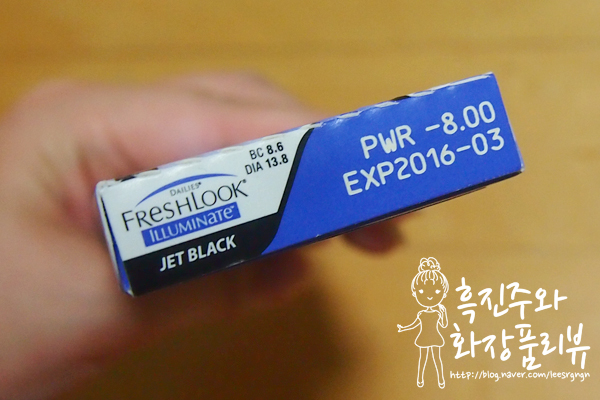 BC 8.6
DIA 13.8
PWR -8.00
EXP2016-03
DAILIES®
FRESHLOOK®
ILLUMINATE™
JET BLACK
흑진주와
화장품리뷰
http://blog.naver.com/leesrgngn